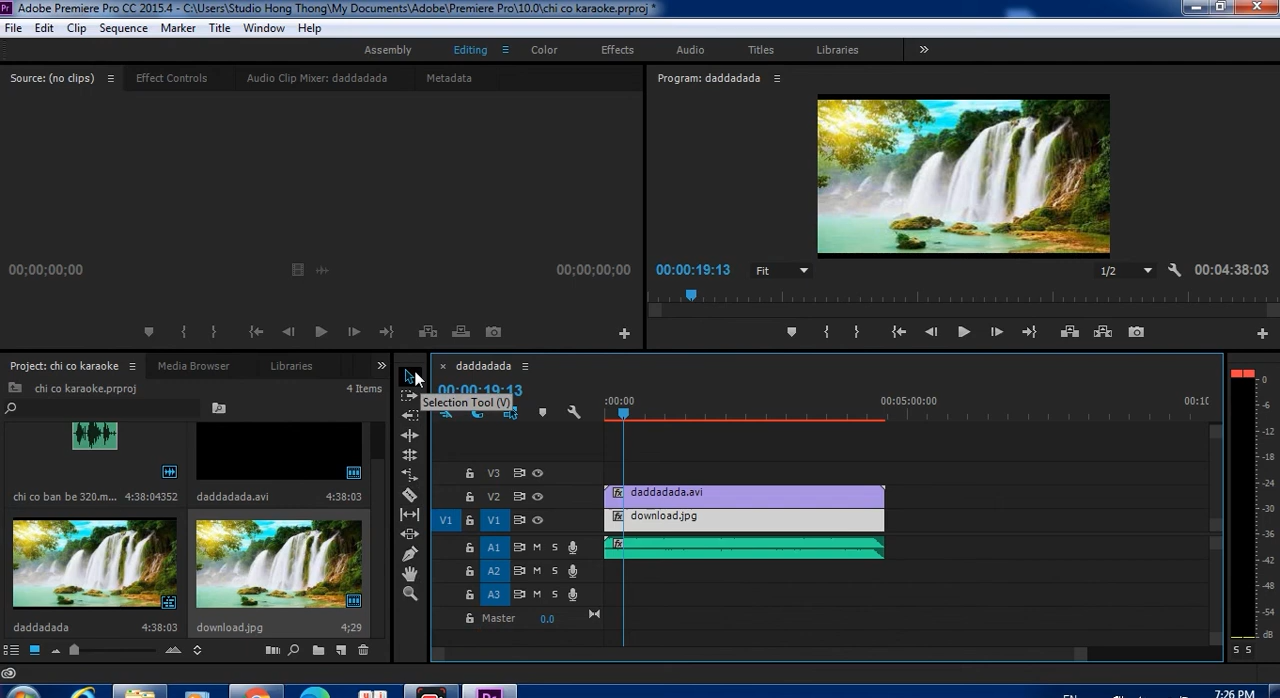 Adobe Premiere Pro CC 2015.4 - C:\Users\Studio Hong Thong\My Documents\Adobe\Premiere Pro\10.0\chi co karaoke.prproj *
File Edit Clip Sequence Marker Title Window Help
Assembly Editing Color Effects Audio Titles Libraries
Source: (no clips) Effect Controls Audio Clip Mixer: daddadada Metadata
Program: daddadada
00;00;00;00 00;00;00;00
00:00:19:13 Fit 1/2 00:04:38:03
Project: chi co karaoke Media Browser Libraries
chi co karaoke.prproj 4 Items
chi co ban be 320.m... 4:38:04352
daddadada.avi 4:38:03
daddadada 4:38:03
download.jpg 4;29
Selection Tool (V)
daddadada
00:00:19:13
:00:00 00:05:00:00 00:10
V3
V2 daddadada.avi
V1 V1 download.jpg
A1 M S
A2 M S
A3 M S
Master 0.0
0
-6
-12
-18
-24
-30
-36
-42
-48
-54
dB
S S
EN 7:26 PM